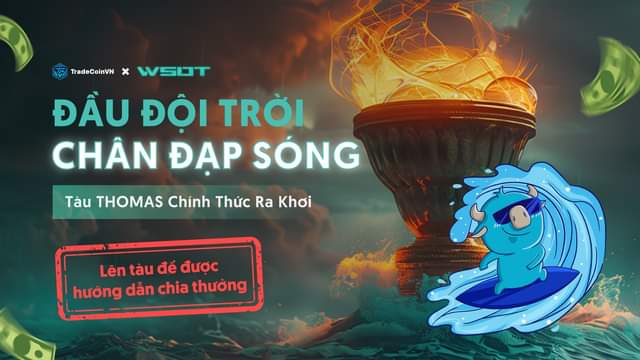 TradeCoinVN × WSOT
ĐẦU ĐỘI TRỜI
CHÂN ĐẠP SÓNG
Tàu THOMAS Chính Thức Ra Khơi
Lên tàu để được
hướng dẫn chia thưởng